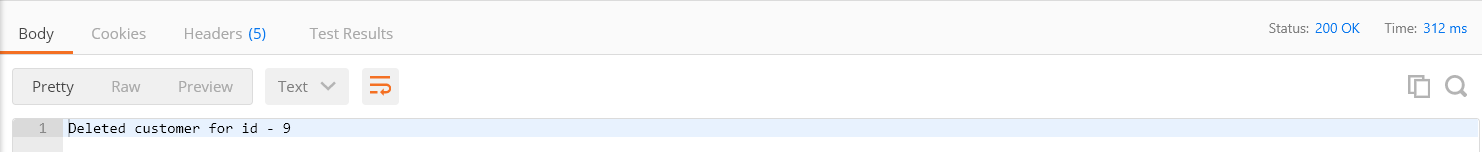 Body Cookies Headers (5) Test Results Status: 200 OK Time: 312 ms
Pretty Raw Preview Text
1 Deleted customer for id - 9